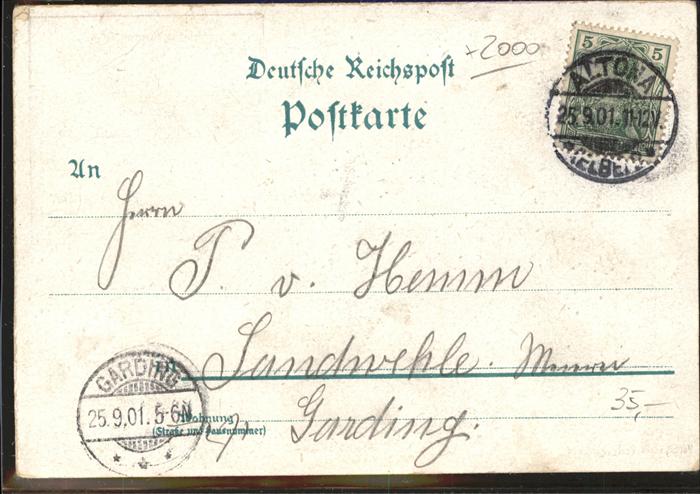 +2000
Deutsche Reichspost
Postkarte
5 5
ALTONA
25.9.01. 11-12V.
(ELBE)
An
Herrn
P. v. Hemm
Sandwehle.
GARDING
25.9.01. 5-6N
Wohnung
(Straße und Hausnummer)
Garding.
35,-